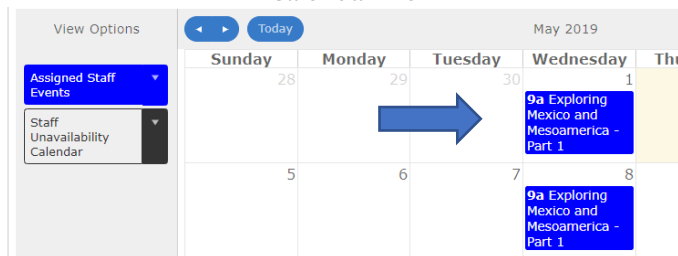 View Options
Today
May 2019
Sunday Monday Tuesday Wednesday
28 29 30 1
Assigned Staff
Events
Staff
Unavailability
Calendar
9a Exploring
Mexico and
Mesoamerica -
Part 1
5 6 7 8
9a Exploring
Mexico and
Mesoamerica -
Part 1